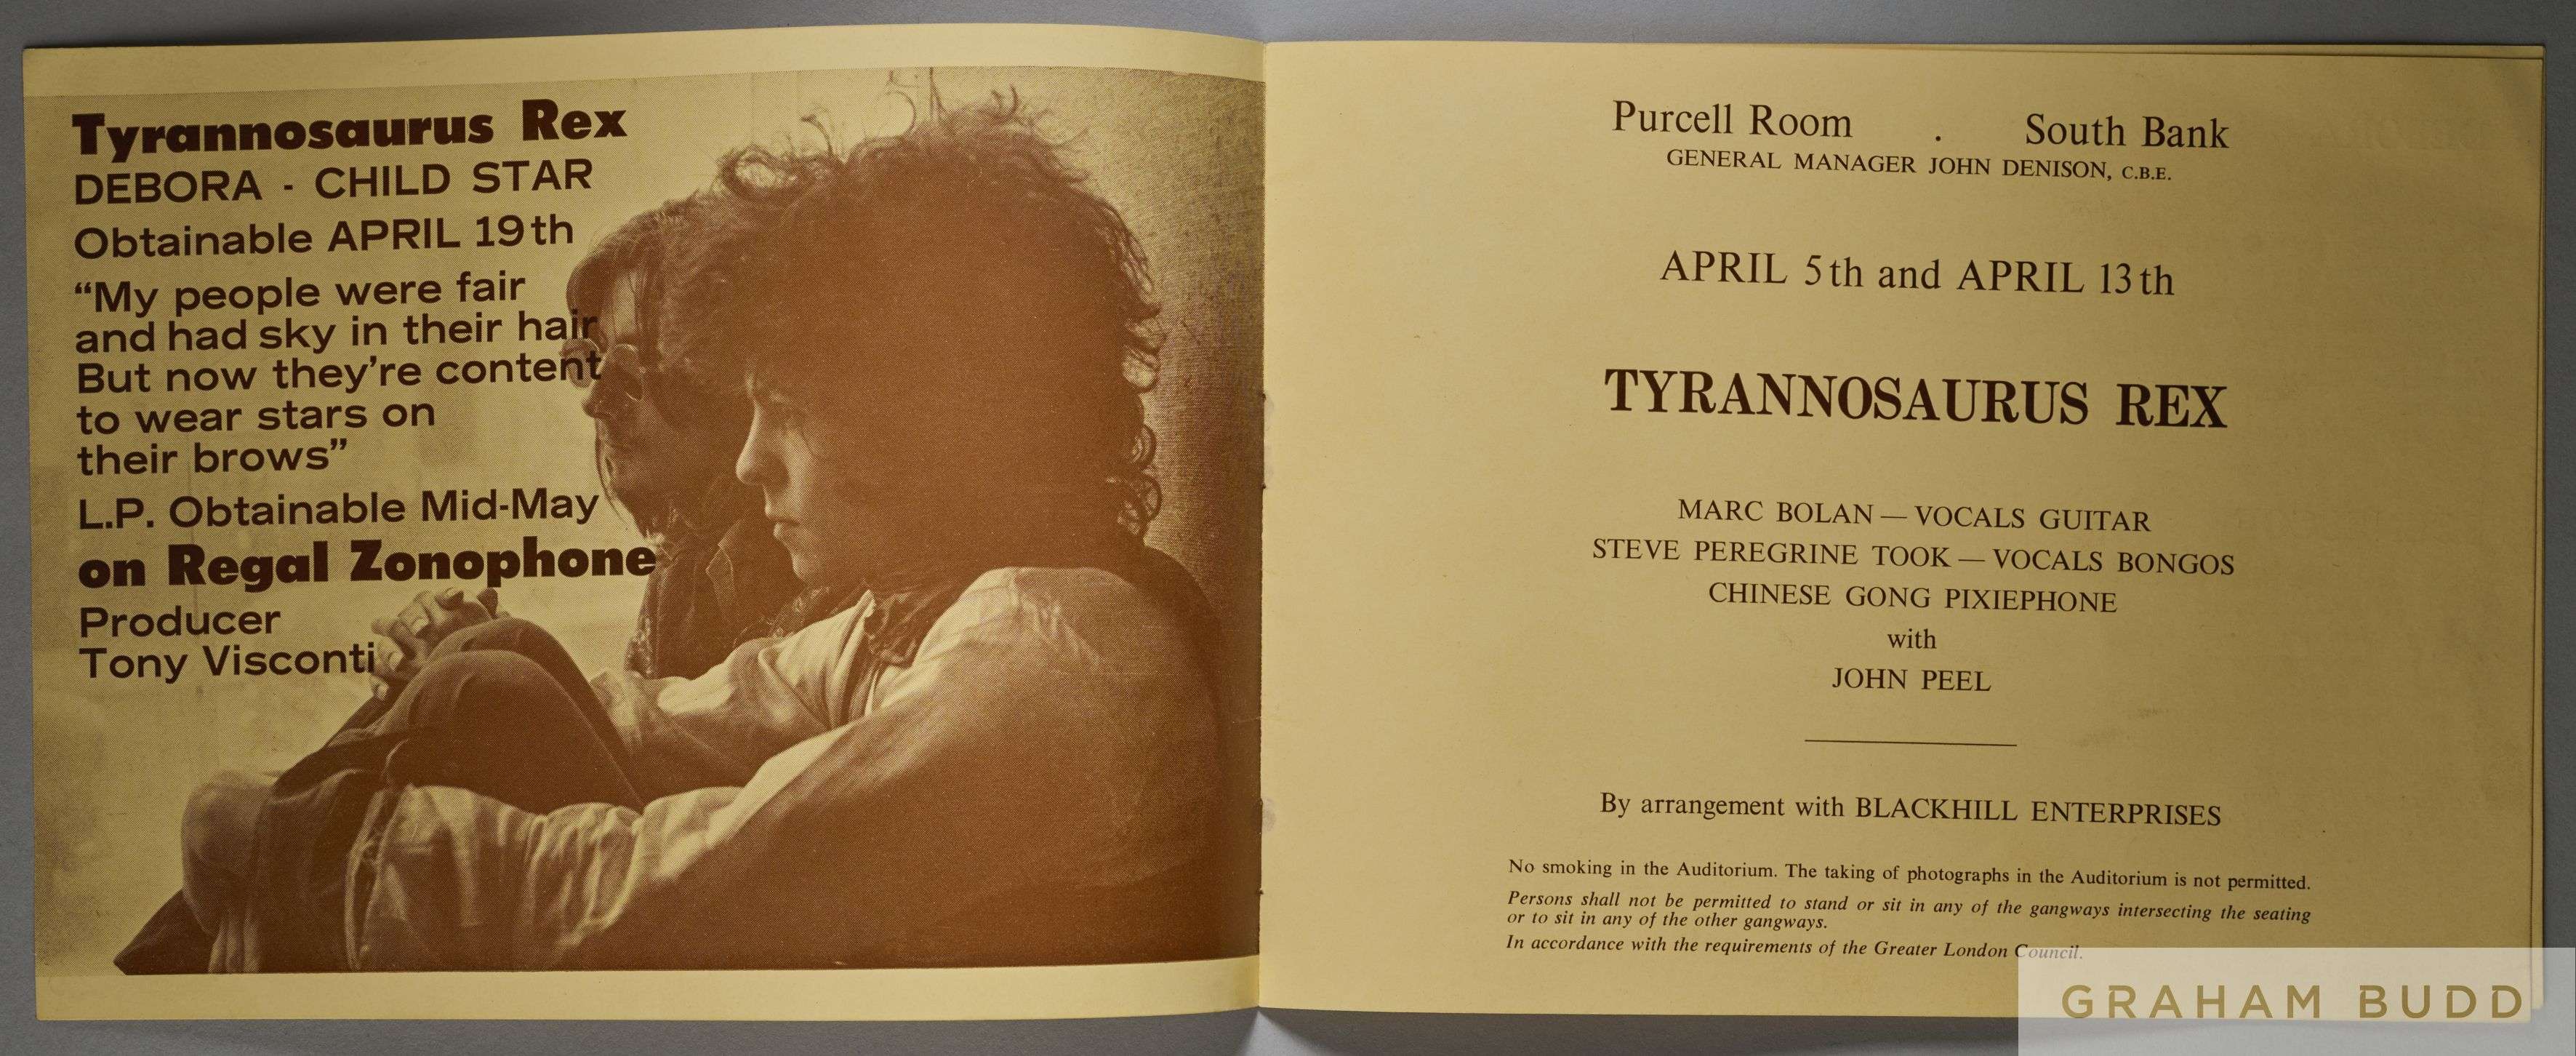 Tyrannosaurus Rex
DEBORA - CHILD STAR
Obtainable APRIL 19th
“My people were fair
and had sky in their hair
But now they’re content
to wear stars on
their brows”
L.P. Obtainable Mid-May
on Regal Zonophone
Producer
Tony Visconti
Purcell Room . South Bank
GENERAL MANAGER JOHN DENISON, C.B.E.
APRIL 5th and APRIL 13th
TYRANNOSAURUS REX
MARC BOLAN — VOCALS GUITAR
STEVE PEREGRINE TOOK — VOCALS BONGOS
CHINESE GONG PIXIEPHONE
with
JOHN PEEL
By arrangement with BLACKHILL ENTERPRISES
No smoking in the Auditorium. The taking of photographs in the Auditorium is not permitted.
Persons shall not be permitted to stand or sit in any of the gangways intersecting the seating
or to sit in any of the other gangways.
In accordance with the requirements of the Greater London Council.
GRAHAM BUDD